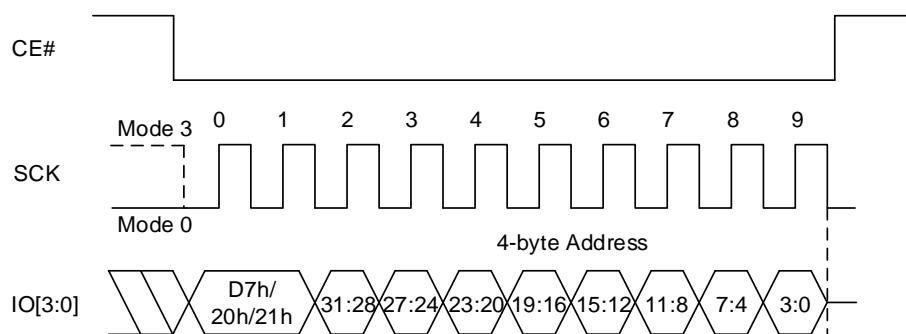 CE#
0 1 2 3 4 5 6 7 8 9
Mode 3
SCK
Mode 0
4-byte Address
IO[3:0]
D7h/
20h/21h
31:28 27:24 23:20 19:16 15:12 11:8 7:4 3:0